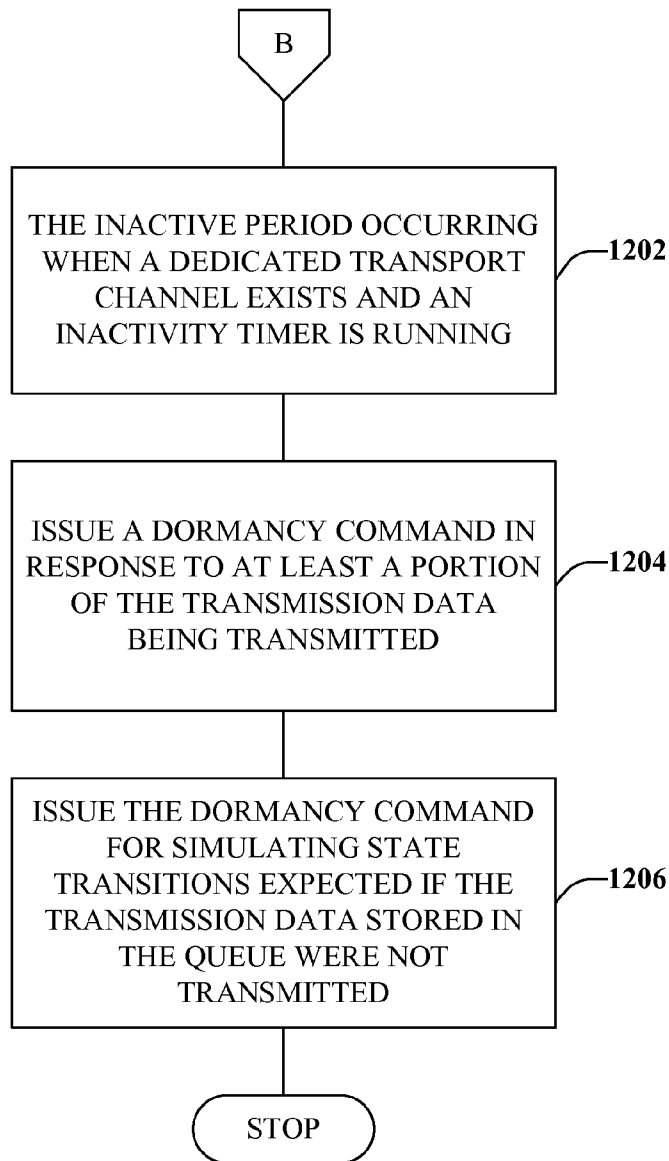 B
THE INACTIVE PERIOD OCCURRING
WHEN A DEDICATED TRANSPORT
CHANNEL EXISTS AND AN
INACTIVITY TIMER IS RUNNING
1202
ISSUE A DORMANCY COMMAND IN
RESPONSE TO AT LEAST A PORTION
OF THE TRANSMISSION DATA
BEING TRANSMITTED
1204
ISSUE THE DORMANCY COMMAND
FOR SIMULATING STATE
TRANSITIONS EXPECTED IF THE
TRANSMISSION DATA STORED IN
THE QUEUE WERE NOT
TRANSMITTED
1206
STOP